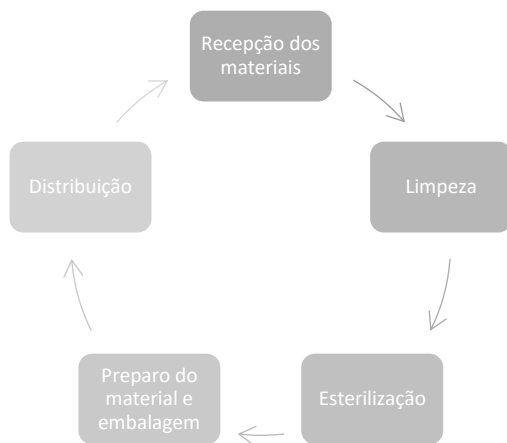 Recepção dos
materiais
Limpeza
Esterilização
Preparo do
material e
embalagem
Distribuição